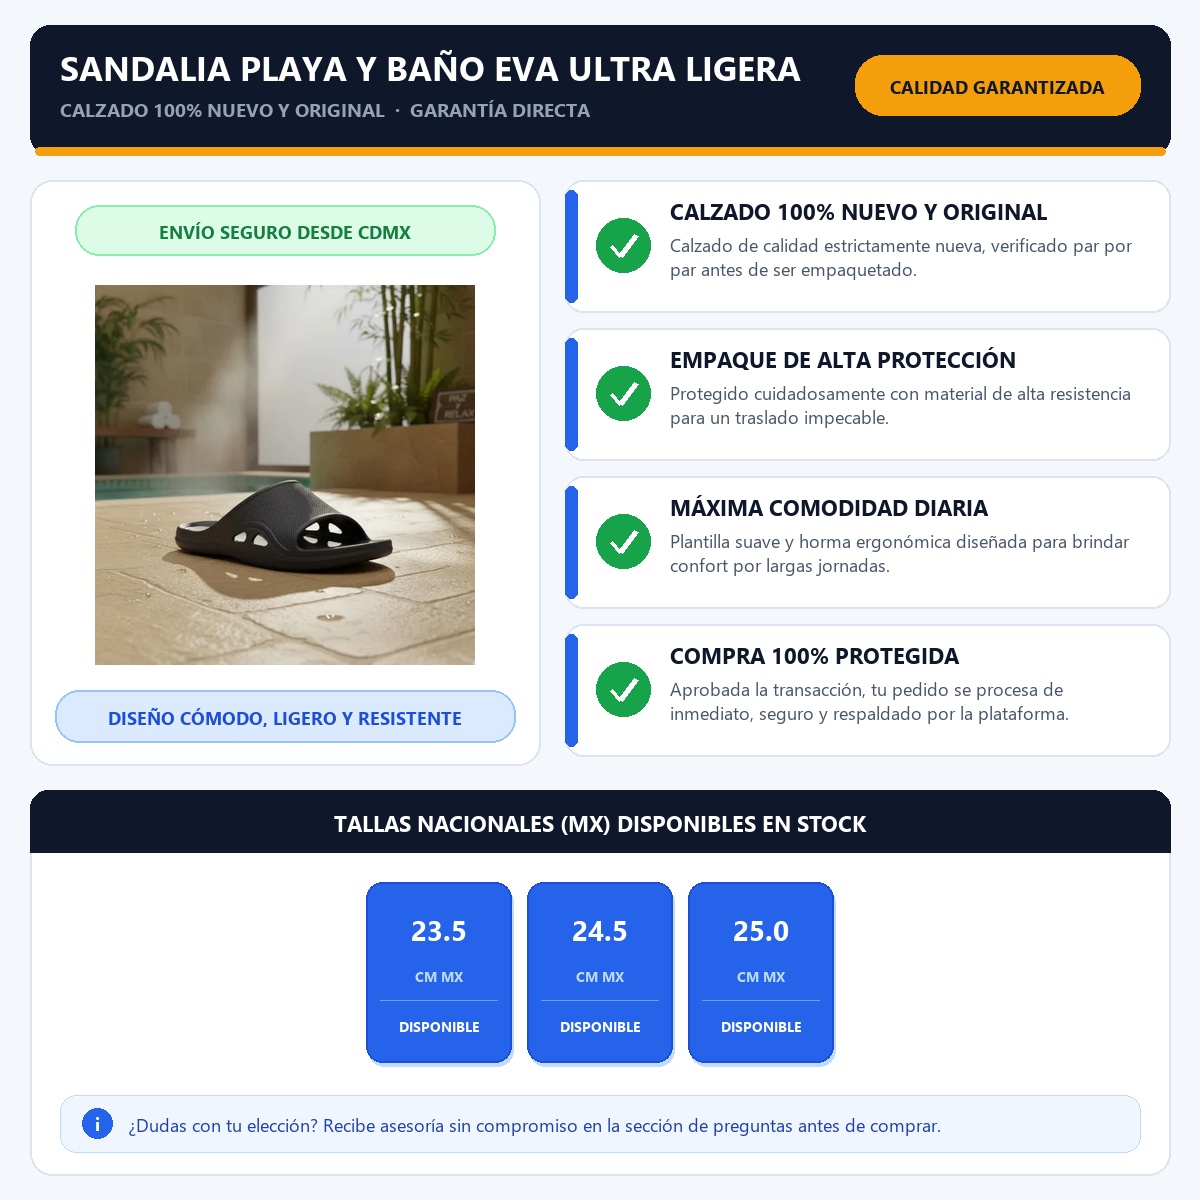 SANDALIA PLAYA Y BAÑO EVA ULTRA LIGERA
CALZADO 100% NUEVO Y ORIGINAL · GARANTÍA DIRECTA
CALIDAD GARANTIZADA
ENVÍO SEGURO DESDE CDMX
PAZ
Y
RELAX
DISEÑO CÓMODO, LIGERO Y RESISTENTE
CALZADO 100% NUEVO Y ORIGINAL
Calzado de calidad estrictamente nueva, verificado par por
par antes de ser empaquetado.
EMPAQUE DE ALTA PROTECCIÓN
Protegido cuidadosamente con material de alta resistencia
para un traslado impecable.
MÁXIMA COMODIDAD DIARIA
Plantilla suave y horma ergonómica diseñada para brindar
confort por largas jornadas.
COMPRA 100% PROTEGIDA
Aprobada la transacción, tu pedido se procesa de
inmediato, seguro y respaldado por la plataforma.
TALLAS NACIONALES (MX) DISPONIBLES EN STOCK
23.5
CM MX
DISPONIBLE
24.5
CM MX
DISPONIBLE
25.0
CM MX
DISPONIBLE
¿Dudas con tu elección? Recibe asesoría sin compromiso en la sección de preguntas antes de comprar.